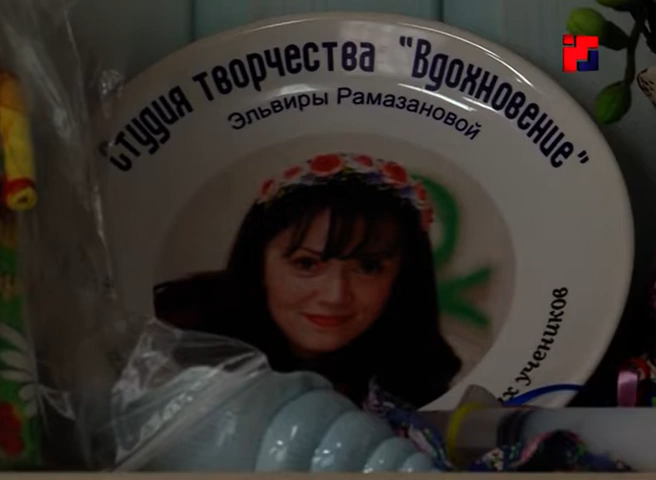 Студия творчества "Вдохновение"
Эльвиры Рамазановой
учеников